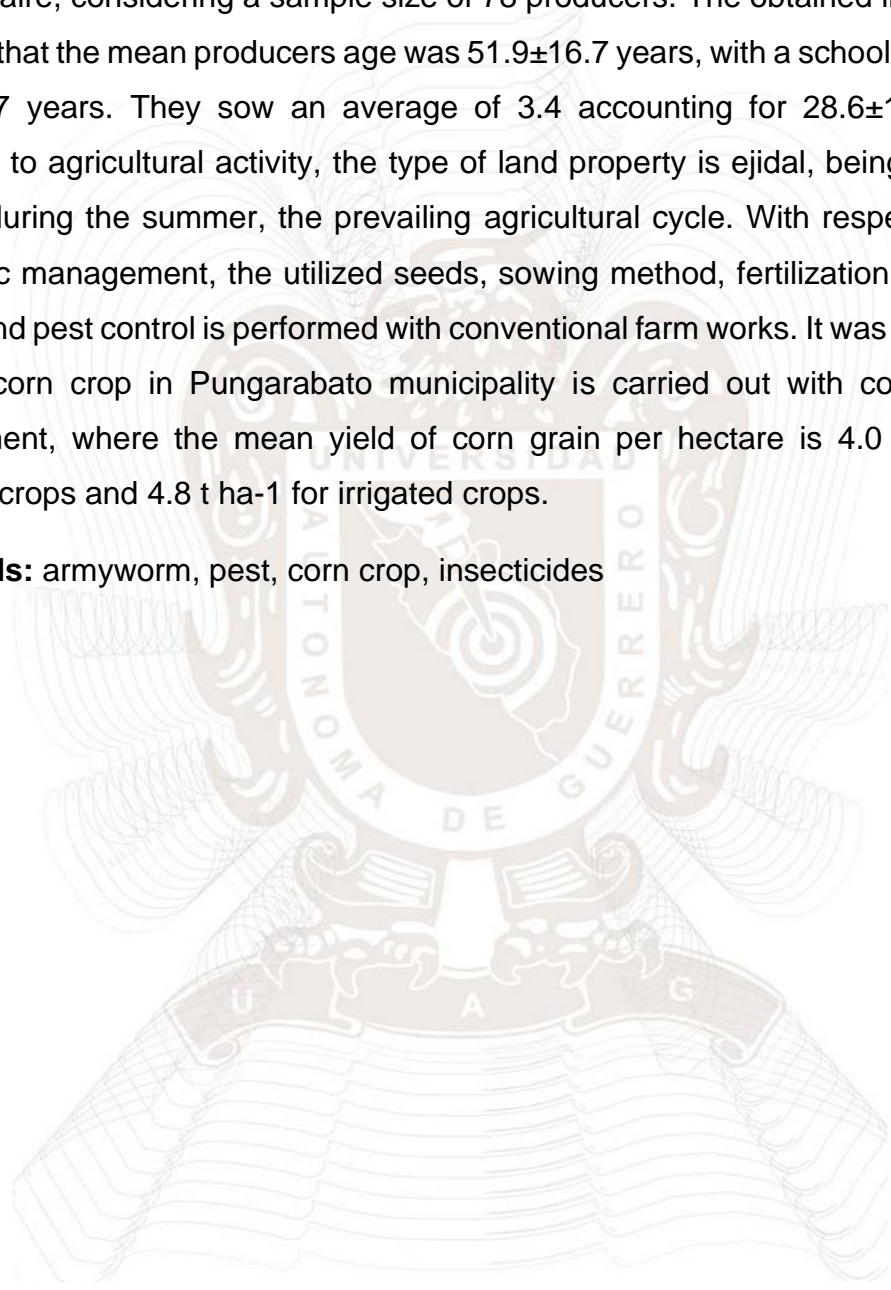 aire, considering a sample size of 78 producers. The obtained
that the mean producers age was 51.9±16.7 years, with a school
7 years. They sow an average of 3.4 accounting for 28.6±
to agricultural activity, the type of land property is ejidal, being
during the summer, the prevailing agricultural cycle. With
c management, the utilized seeds, sowing method, fertilization
nd pest control is performed with conventional farm works. It was
corn crop in Pungarabato municipality is carried out with
ent, where the mean yield of corn grain per hectare is 4.0
crops and 4.8 t ha-1 for irrigated crops.
ls: armyworm, pest, corn crop, insecticides
UNIVERSIDAD
AUTONOMA DE GUERRERO
U A G